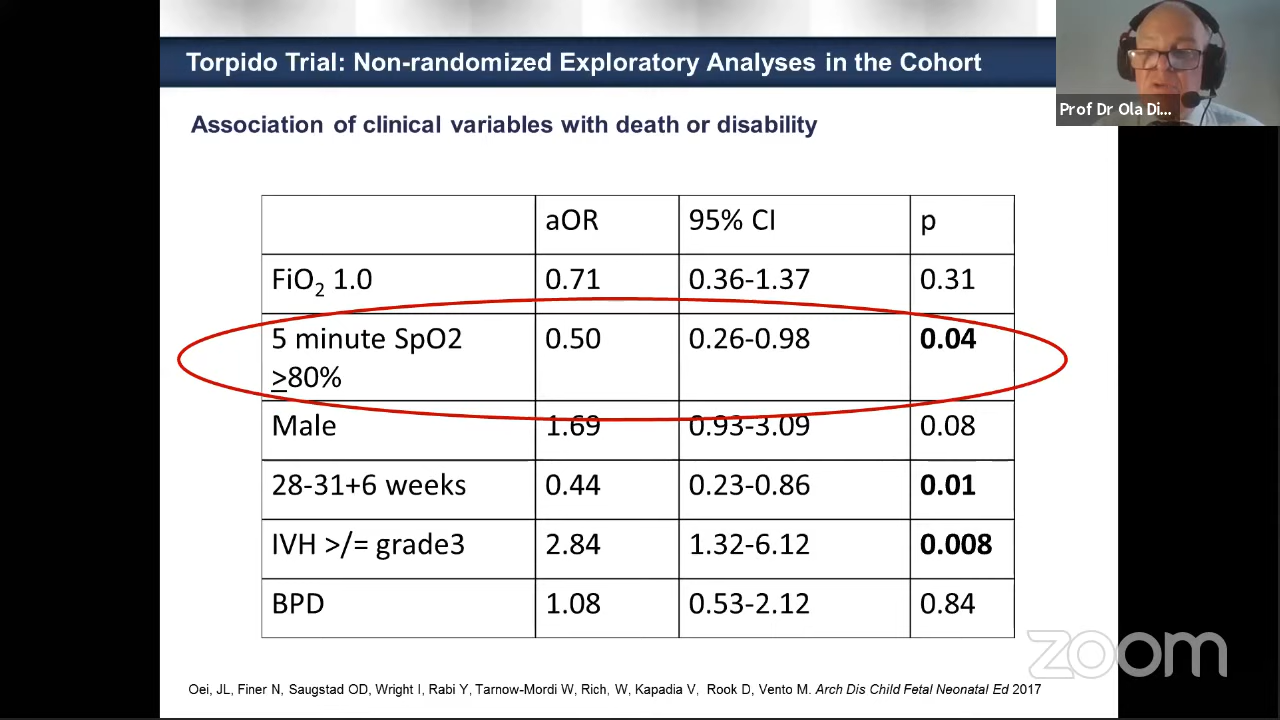 Torpido Trial: Non-randomized Exploratory Analyses in the Cohort
Prof Dr Ola Di...
Association of clinical variables with death or disability
aOR 95% CI p
FiO₂ 1.0 0.71 0.36-1.37 0.31
5 minute SpO2 0.50 0.26-0.98 0.04
≥80%
Male 1.69 0.93-3.09 0.08
28-31+6 weeks 0.44 0.23-0.86 0.01
IVH >/= grade3 2.84 1.32-6.12 0.008
BPD 1.08 0.53-2.12 0.84
zoom
Oei, JL, Finer N, Saugstad OD, Wright I, Rabi Y, Tarnow-Mordi W, Rich, W, Kapadia V, Rook D, Vento M. Arch Dis Child Fetal Neonatal Ed 2017